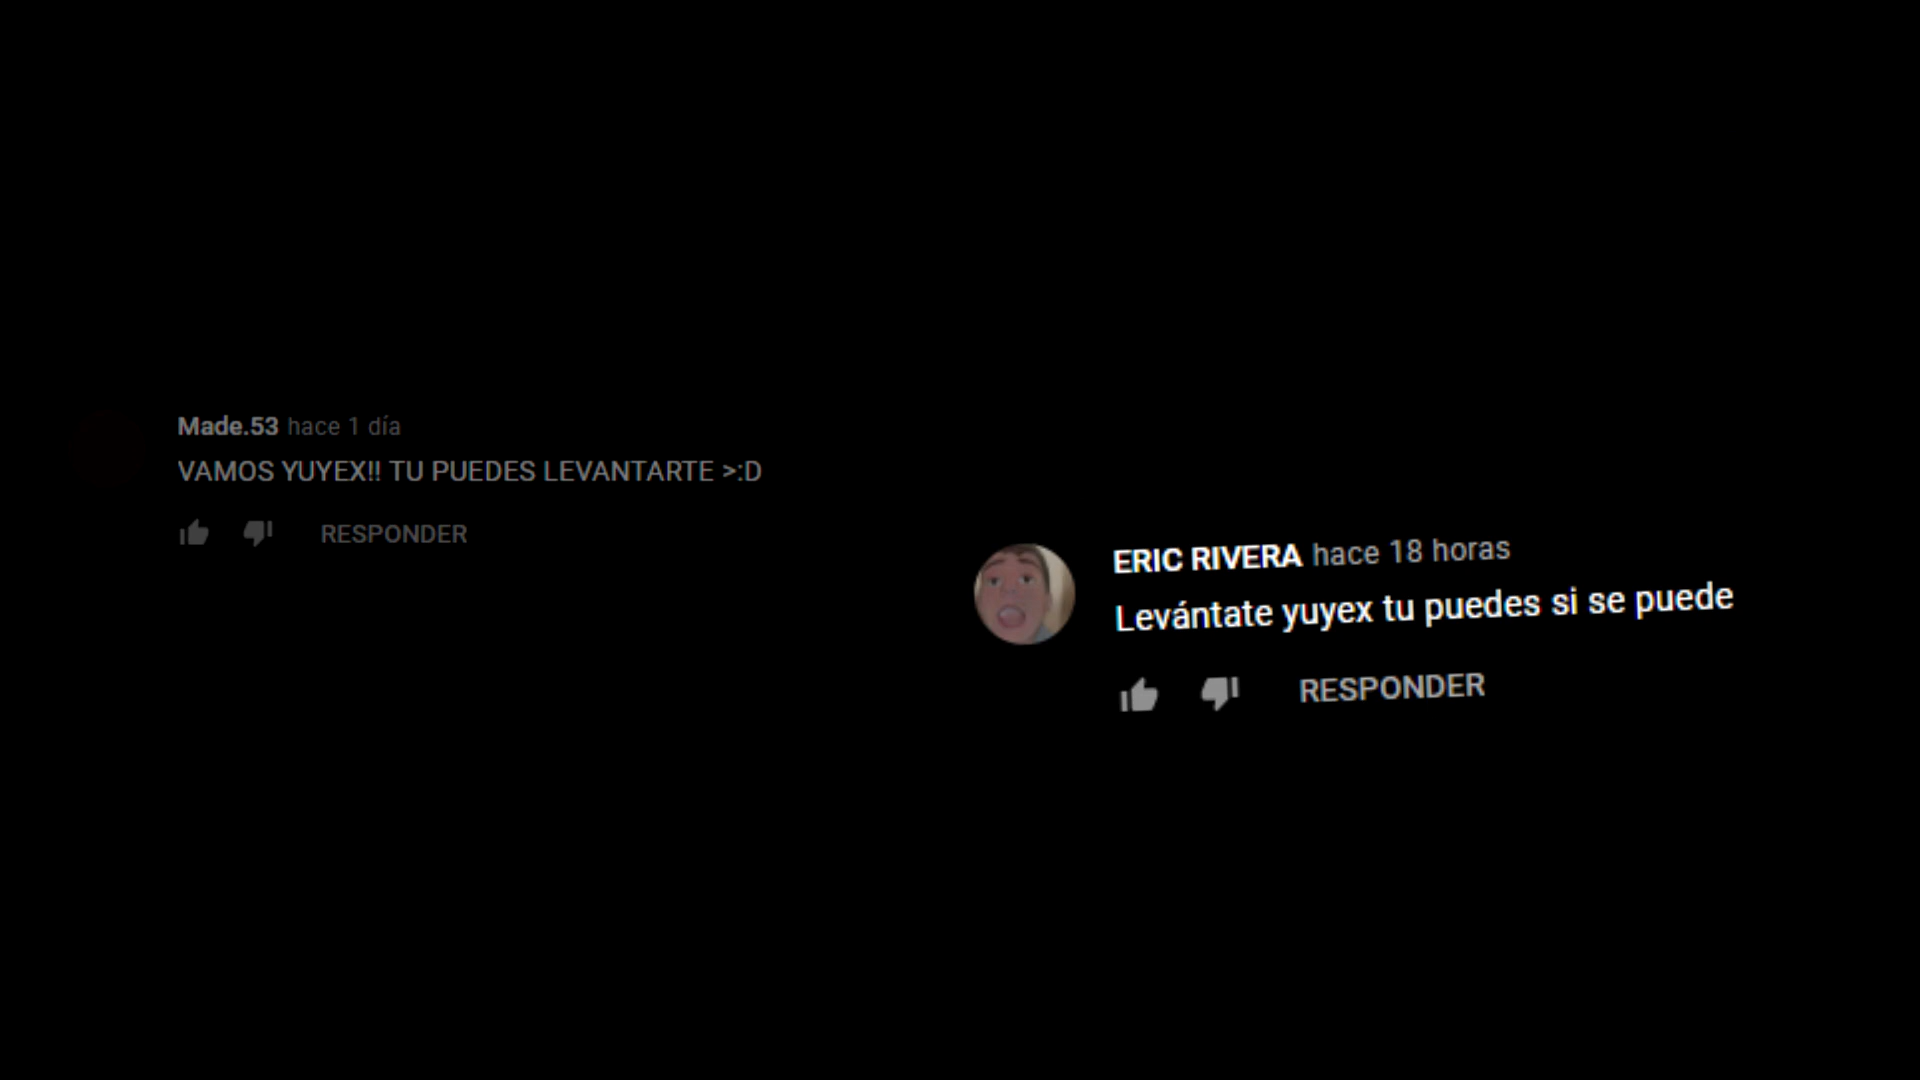 Made.53 hace 1 día
VAMOS YUYEX!! TU PUEDES LEVANTARTE >:D
RESPONDER
ERIC RIVERA hace 18 horas
Levántate yuyex tu puedes si se puede
RESPONDER